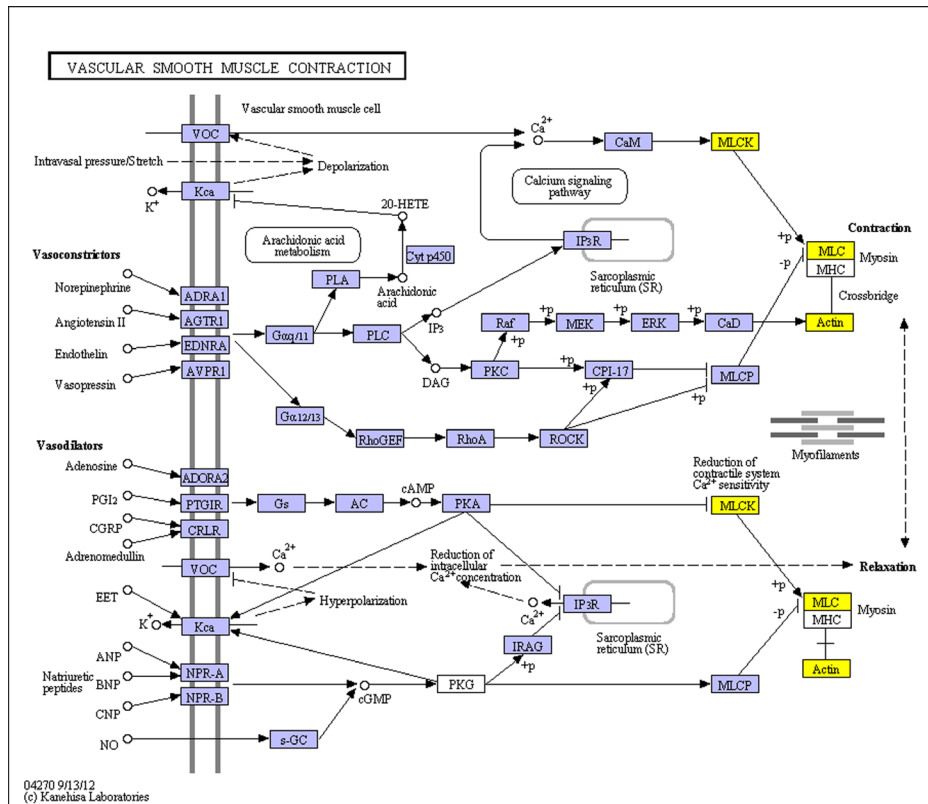 VASCULAR SMOOTH MUSCLE CONTRACTION
Vascular smooth muscle cell
VOC
Ca2+
CaM
MLCK
Intravasal pressure/Stretch
Depolarization
Kca
K+
20-HETE
Calcium signaling
pathway
Arachidonic acid
metabolism
Cyt p450
IP3R
Sarcoplasmic
reticulum (SR)
+p
-p
Contraction
MLC
Myosin
MHC
Crossbridge
Actin
Vasoconstrictors
Norepinephrine
ADRA1
PLA
Arachidonic
acid
Angiotensin II
AGTR1
Gαq/11
PLC
IP3
Raf
+p
MEK
+p
ERK
+p
CaD
+p
Endothelin
EDNRA
Vasopressin
AVPR1
DAG
PKC
+p
CPI-17
+p
MLCP
+p
Gα12/13
RhoGEF
RhoA
ROCK
Myofilaments
Vasodilators
Adenosine
ADORA2
PGI2
PTGIR
Gs
AC
cAMP
PKA
Reduction of
contractile system
Ca2+ sensitivity
MLCK
CGRP
CRLR
Adrenomedullin
VOC
Ca2+
Reduction of
intracellular
Ca2+ concentration
Relaxation
EET
Hyperpolarization
K+
Kca
Ca2+
IP3R
Sarcoplasmic
reticulum (SR)
+p
-p
MLC
Myosin
MHC
Actin
IRAG
+p
ANP
Natriuretic
peptides
BNP
NPR-A
CNP
NPR-B
cGMP
PKG
MLCP
NO
s-GC
04270 9/13/12
(c) Kanehisa Laboratories